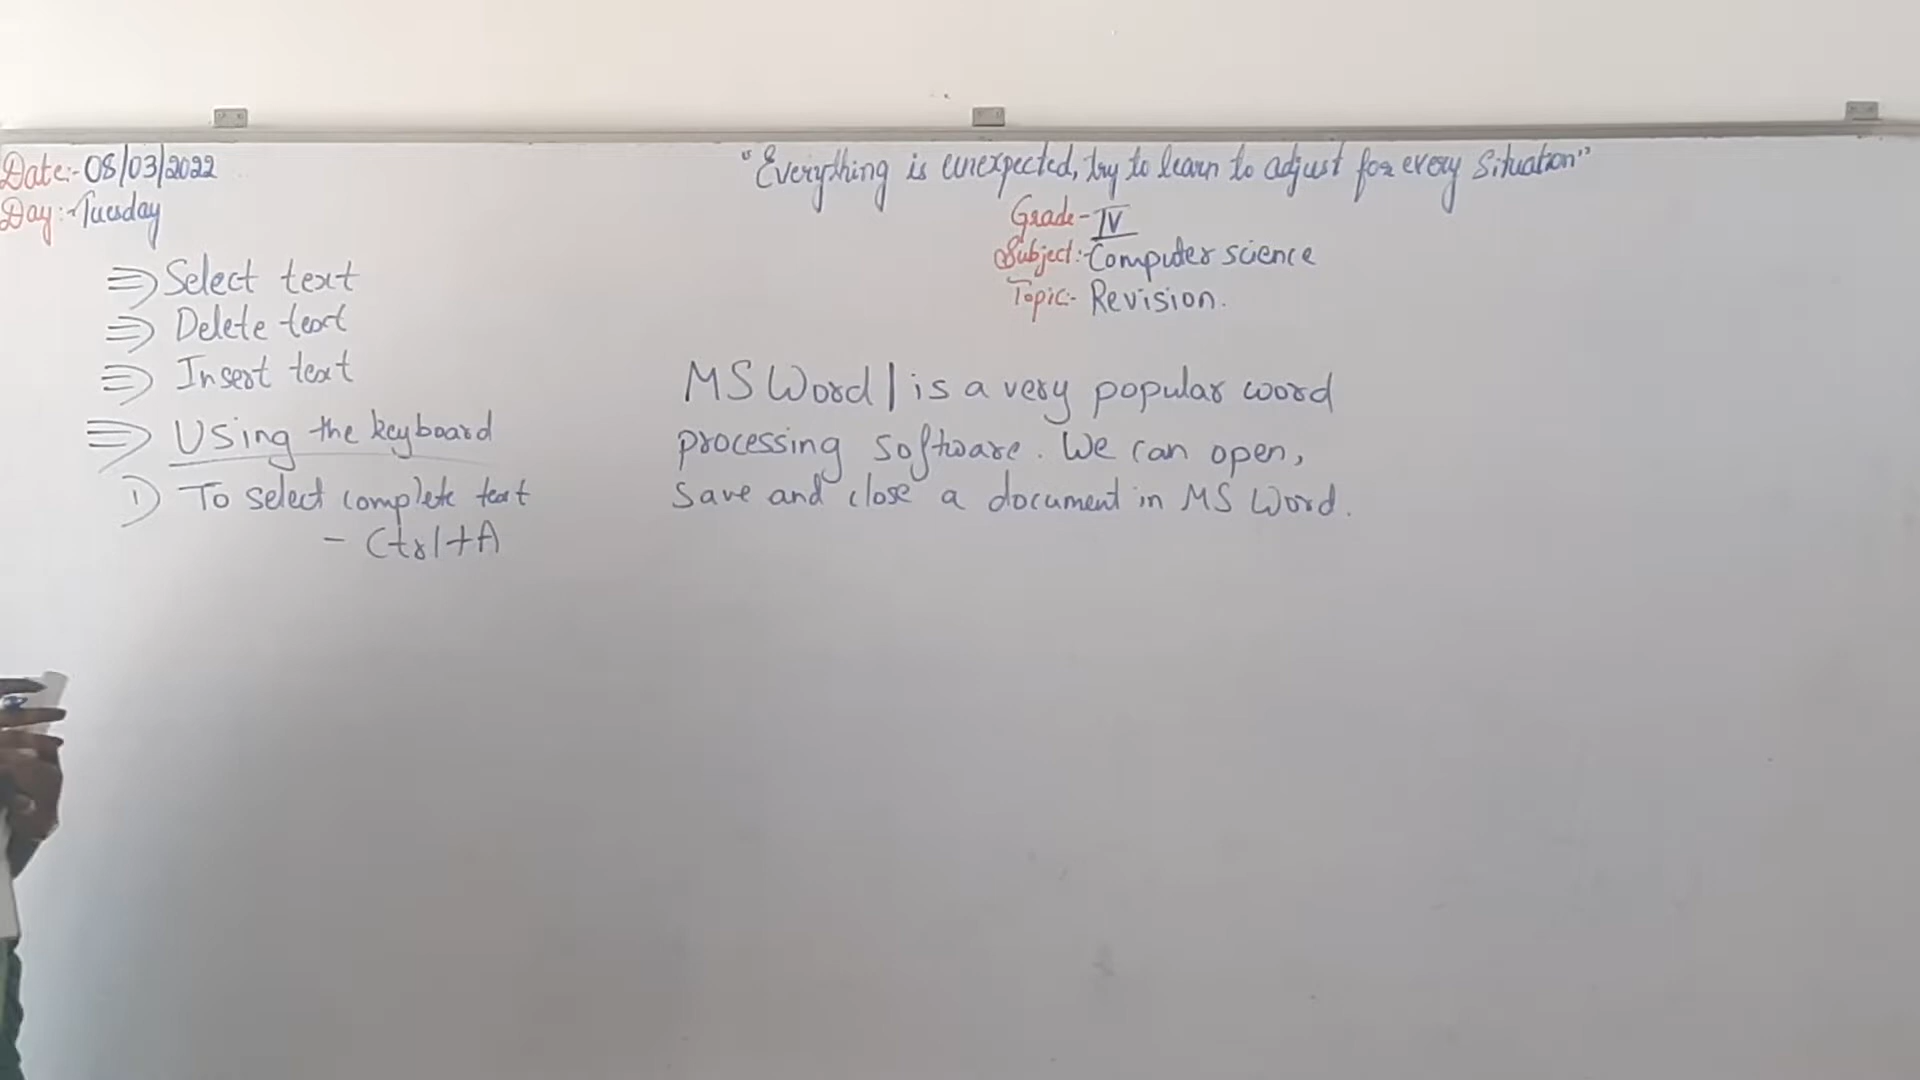 Date:- 08/03/2022
Day:- Tuesday
"Everything is unexpected, try to learn to adjust for every situation"
Grade - IV
Subject:- Computer science
Topic:- Revision.
⇒ Select text
⇒ Delete text
⇒ Insert text
⇒ Using the keyboard
1) To select complete text
- Ctrl+A
MS Word | is a very popular word
processing software. We can open,
save and close a document in MS Word.